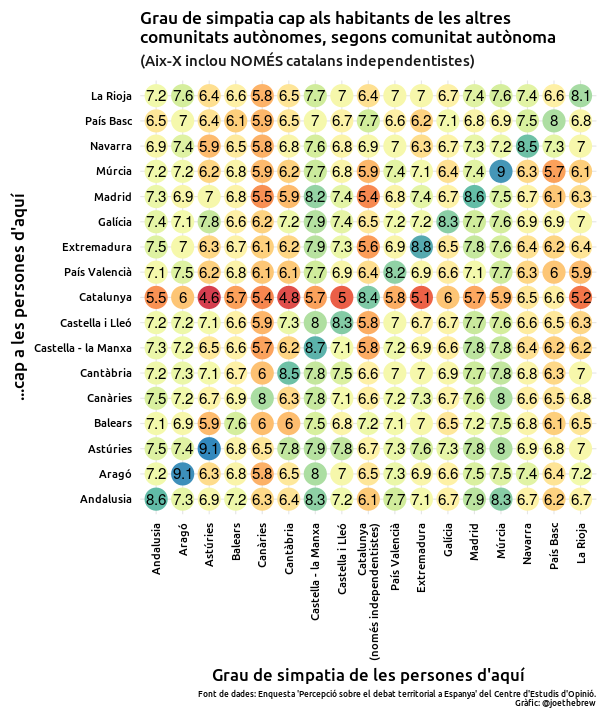 Grau de simpatia cap als habitants de les altres
comunitats autònomes, segons comunitat autònoma
(Aix-X inclou NOMÉS catalans independentistes)
...cap a les persones d'aquí
La Rioja 7.2 7.6 6.4 6.6 5.8 6.5 7.7 7 6.4 7 7 6.7 7.4 7.6 7.4 6.6 8.1
País Basc 6.5 7 6.4 6.1 5.9 6.5 7 6.7 7.7 6.6 6.2 7.1 6.8 6.9 7.5 8 6.8
Navarra 6.9 7.4 5.9 6.5 5.8 6.8 7.6 6.8 6.9 7 6.3 6.7 7.3 7.2 8.5 7.3 7
Múrcia 7.2 7.2 6.2 6.8 5.9 6.2 7.7 6.8 5.9 7.4 7.1 6.4 7.4 9 6.3 5.7 6.1
Madrid 7.3 6.9 7 6.8 5.5 5.9 8.2 7.4 5.4 6.8 7.4 6.7 8.6 7.5 6.7 6.1 6.3
Galícia 7.4 7.1 7.8 6.6 6.2 7.2 7.9 7.4 6.5 7.2 7.2 8.3 7.7 7.6 6.9 6.9 7
Extremadura 7.5 7 6.3 6.7 6.1 6.2 7.9 7.3 5.6 6.9 8.8 6.5 7.8 7.6 6.4 6.2 6.4
País Valencià 7.1 7.5 6.2 6.8 6.1 6.1 7.7 6.9 6.4 8.2 6.9 6.6 7.1 7.7 6.3 6 5.9
Catalunya 5.5 6 4.6 5.7 5.4 4.8 5.7 5 8.4 5.8 5.1 6 5.7 5.9 6.5 6.6 5.2
Castella i Lleó 7.2 7.2 7.1 6.6 5.9 7.3 8 8.3 5.8 7 6.7 6.7 7.7 7.6 6.6 6.5 6.3
Castella - la Manxa 7.3 7.2 6.5 6.6 5.7 6.2 8.7 7.1 5.8 7.2 6.9 6.6 7.8 7.8 6.4 6.2 6.2
Cantàbria 7.2 7.3 7.1 6.7 6 8.5 7.8 7.5 6.6 7 7 6.9 7.7 7.8 6.8 6.3 7
Canàries 7.5 7.2 6.7 6.9 8 6.3 7.8 7.1 6.6 7.2 7.3 6.7 7.6 8 6.6 6.5 6.8
Balears 7.1 6.9 5.9 7.6 6 6 7.5 6.8 7.2 7.1 7 6.5 7.2 7.5 6.8 6.1 6.5
Astúries 7.5 7.4 9.1 6.8 6.5 7.8 7.9 7.8 6.7 7.3 7.6 7.3 7.8 8 6.9 6.8 7
Aragó 7.2 9.1 6.3 6.8 5.8 6.5 8 7 6.5 7.3 6.9 6.6 7.5 7.5 7.4 6.4 7.2
Andalusia 8.6 7.3 6.9 7.2 6.3 6.4 8.3 7.2 6.1 7.7 7.1 6.7 7.9 8.3 6.7 6.2 6.7
Andalusia
Aragó
Astúries
Balears
Canàries
Cantàbria
Castella - la Manxa
Castella i Lleó
Catalunya
(només independentistes)
País Valencià
Extremadura
Galícia
Madrid
Múrcia
Navarra
País Basc
La Rioja
Grau de simpatia de les persones d'aquí
Font de dades: Enquesta 'Percepció sobre el debat territorial a Espanya' del Centre d'Estudis d'Opinió.
Gràfic: @joethebrew